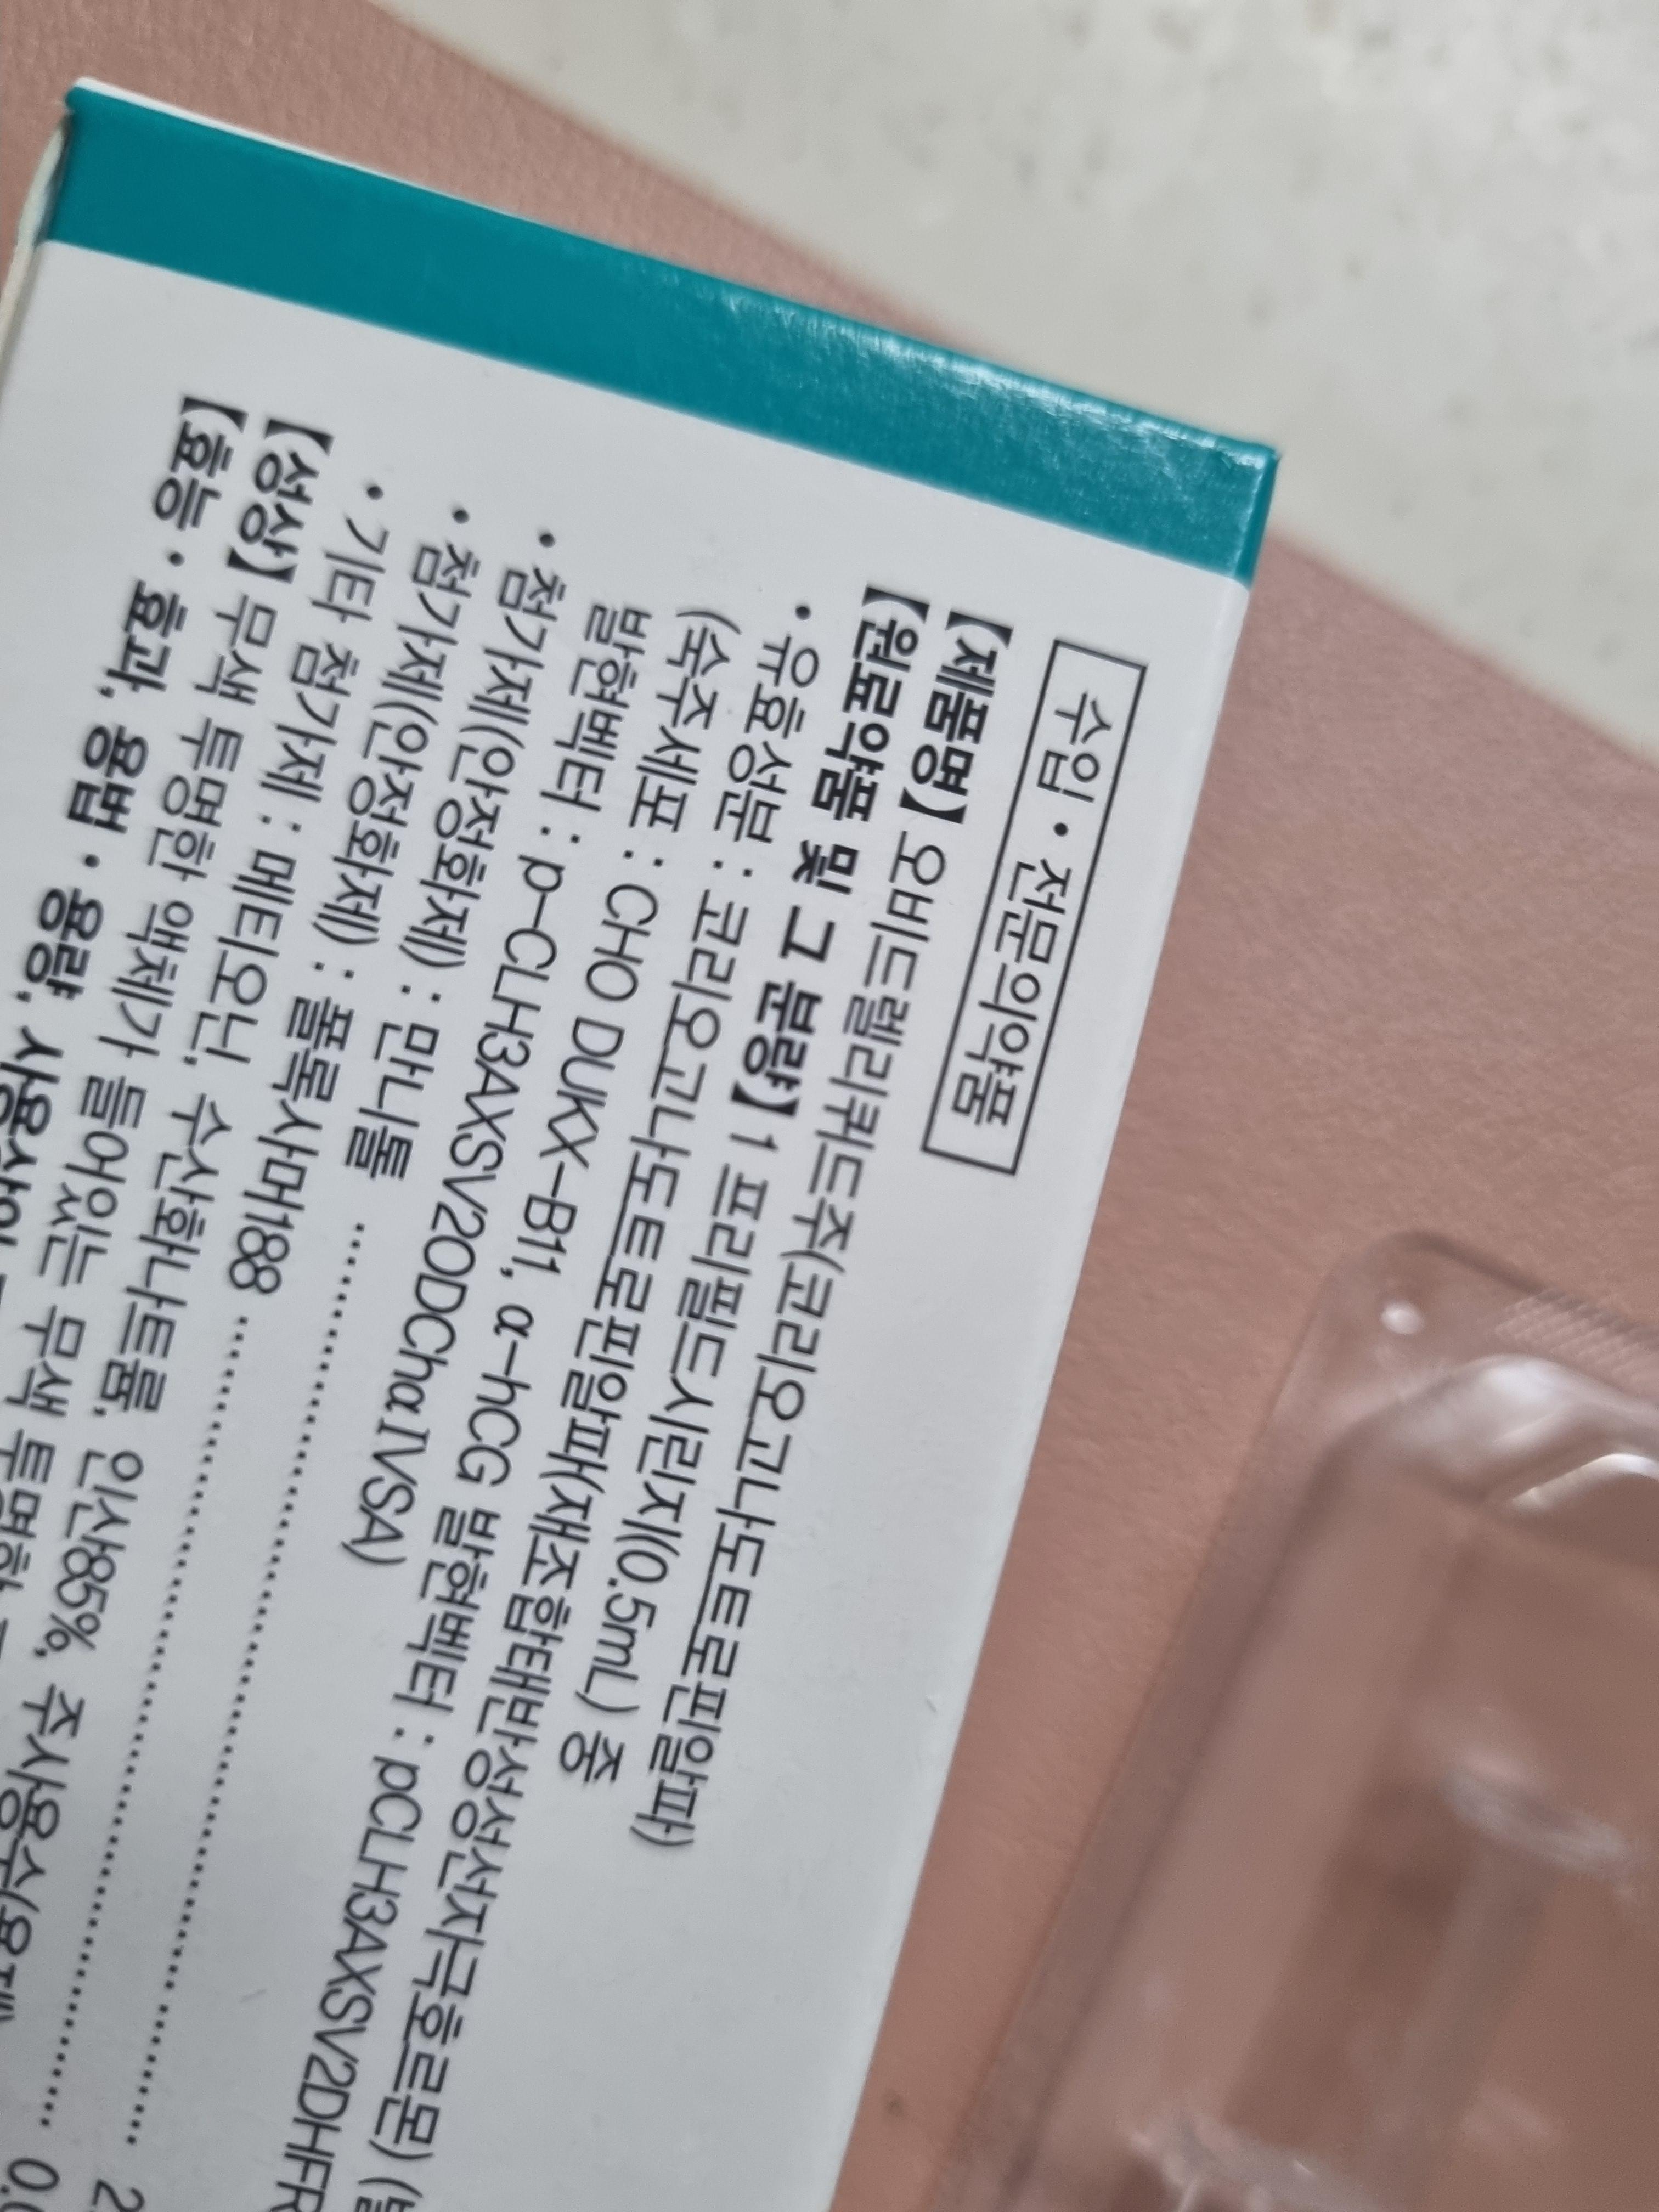 수입 • 전문의약품
【제품명】 오비드렐리퀴드주(코리오고나도트로핀알파)
【원료약품 및 그 분량】 1 프리필드시린지(0.5mL) 중
• 유효성분 : 코리오고나도트로핀알파(재조합태반성성선자극호르몬)
(숙주세포 : CHO DUKX-B11, α-hCG 발현벡터 : pCLH3AXSV2DHFR
발현벡터 : p-CLH3AXSV2ODChαIVSA)
• 첨가제(안정화제) : 만니톨
• 첨가제(안정화제) : 폴록사머188
• 기타 첨가제 : 메티오닌, 수산화나트륨, 인산85%, 주사용수
【성상】 무색 투명한 액체가 들어있는 무색 투명한
【효능 • 효과, 용법 • 용량, 사용상의